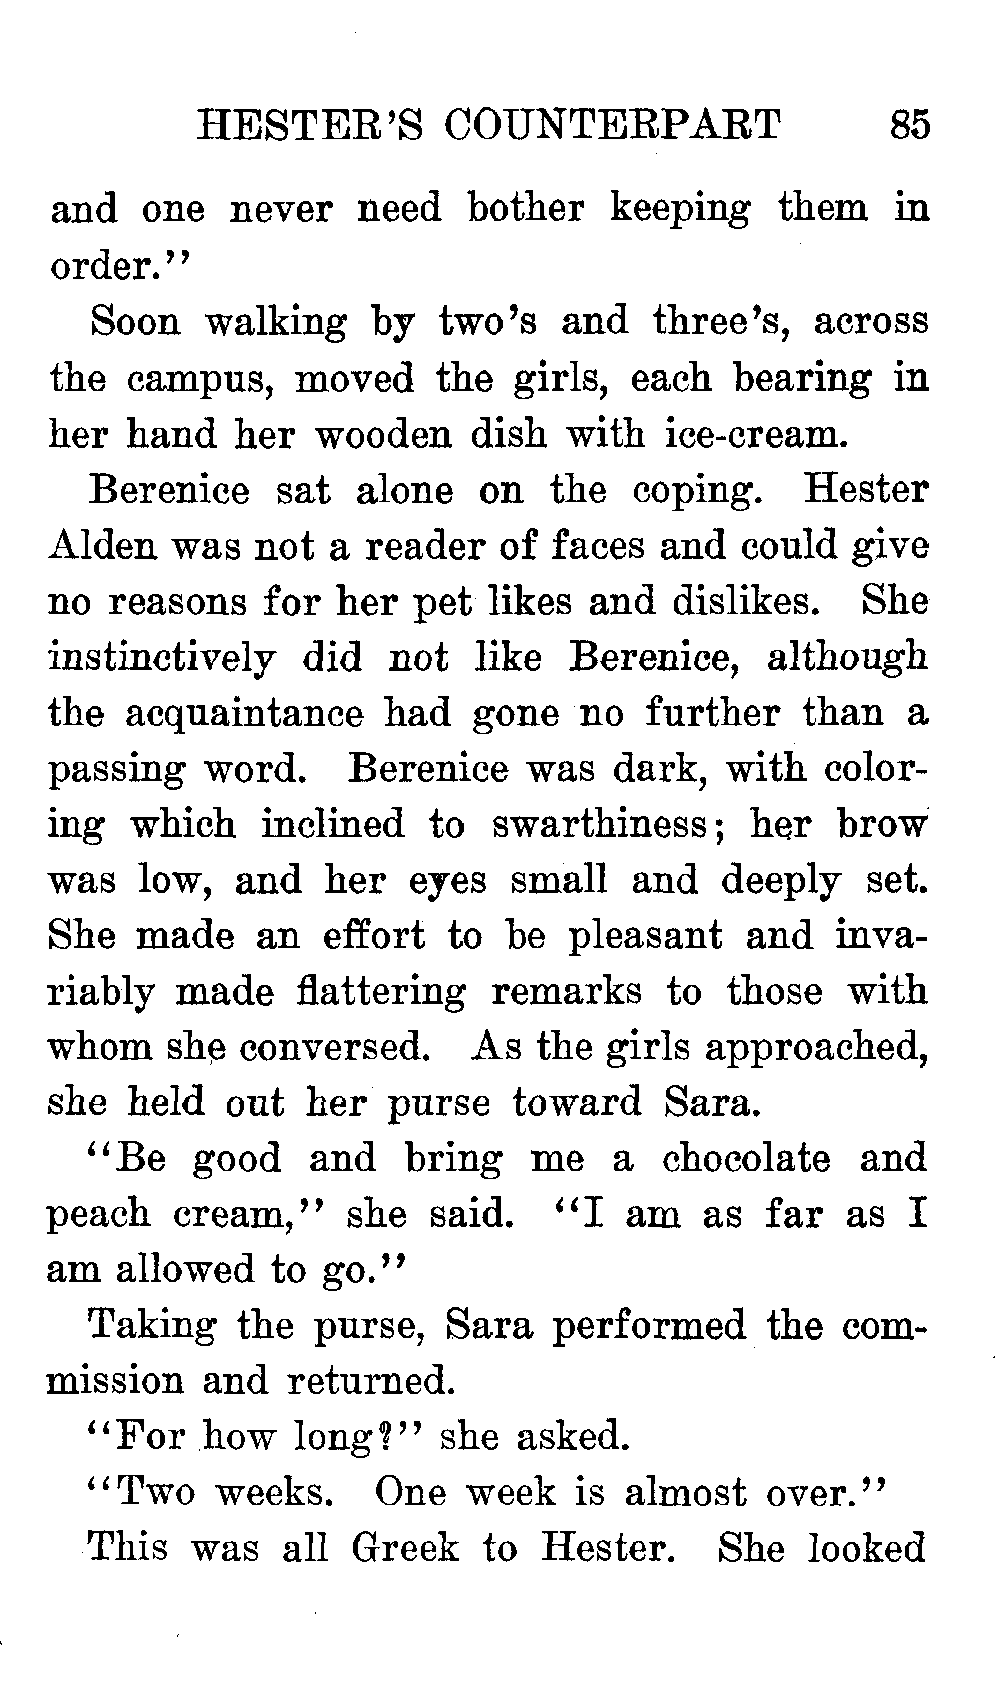 HESTER'S COUNTERPART 85
and one never need bother keeping them in
order.''
Soon walking by two's and three's, across
the campus, moved the girls, each bearing in
her hand her wooden dish with ice-cream.
Berenice sat alone on the coping. Hester
Alden was not a reader of faces and could give
no reasons for her pet likes and dislikes. She
instinctively did not like Berenice, although
the acquaintance had gone no further than a
passing word. Berenice was dark, with color-
ing which inclined to swarthiness; her brow
was low, and her eyes small and deeply set.
She made an effort to be pleasant and inva-
riably made flattering remarks to those with
whom she conversed. As the girls approached,
she held out her purse toward Sara.
''Be good and bring me a chocolate and
peach cream,'' she said. ''I am as far as I
am allowed to go.''
Taking the purse, Sara performed the com-
mission and returned.
''For how long?'' she asked.
''Two weeks. One week is almost over.''
This was all Greek to Hester. She looked